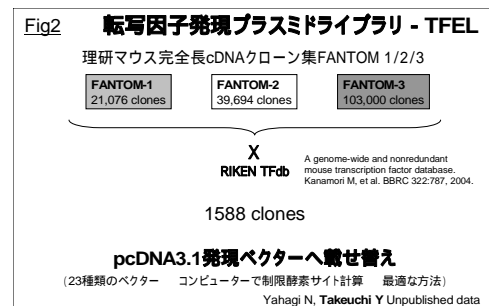 Fig2
転写因子発現プラスミドライブラリ - TFEL
理研マウス完全長cDNAクローン集FANTOM 1/2/3
FANTOM-1
21,076 clones
FANTOM-2
39,694 clones
FANTOM-3
103,000 clones
X
RIKEN TFdb
A genome-wide and nonredundant
mouse transcription factor database.
Kanamori M, et al. BBRC 322:787, 2004.
1588 clones
pcDNA3.1発現ベクターへ載せ替え
(23種類のベクター コンピューターで制限酵素サイト計算 最適な方法)
Yahagi N, Takeuchi Y Unpublished data